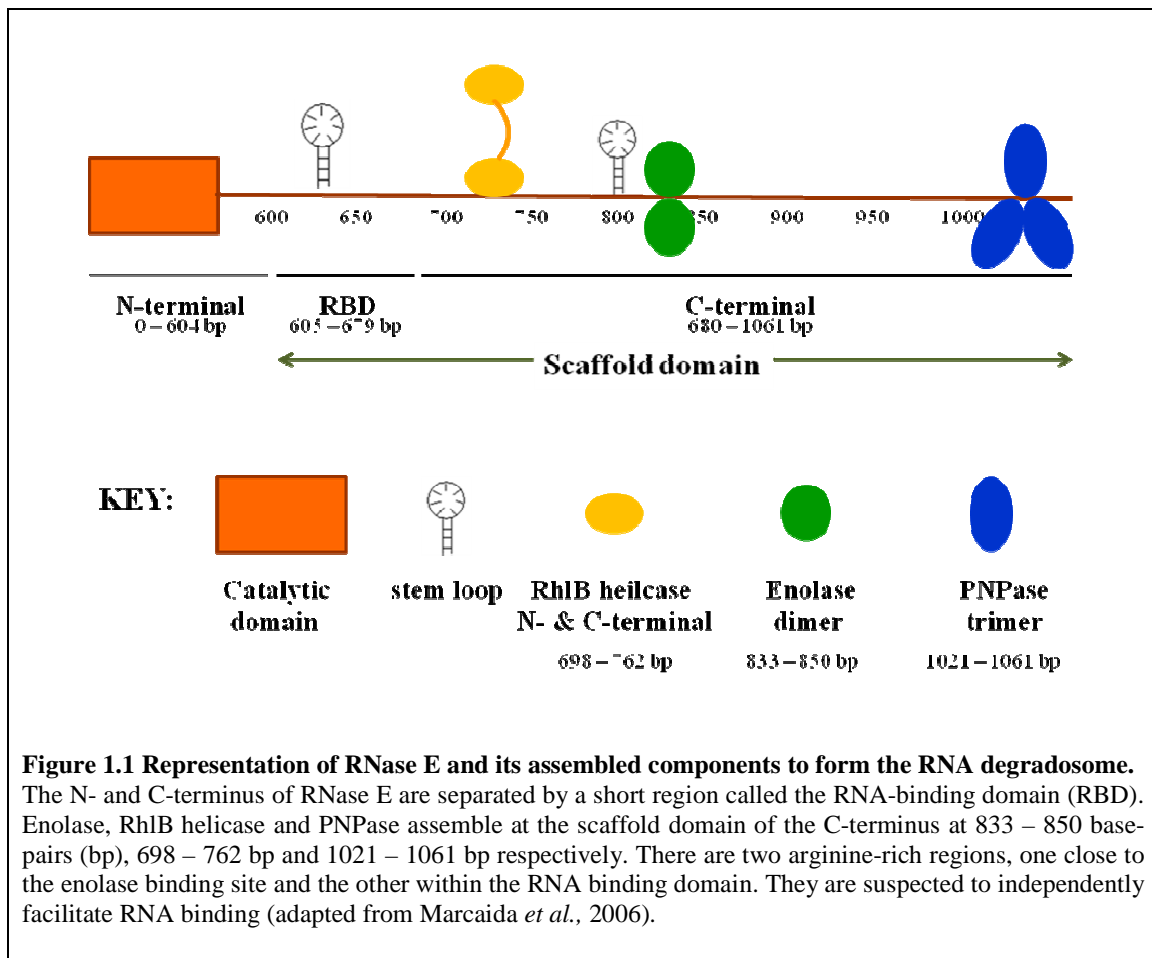 600 650 700 750 800 850 900 950 1000
N-terminal RBD C-terminal
0–604 bp 605–679 bp 680–1061 bp
Scaffold domain
KEY:
Catalytic stem loop RhlB heilcase Enolase PNPase
domain N- & C-terminal dimer trimer
698–762 bp 833–850 bp 1021–1061 bp
Figure 1.1 Representation of RNase E and its assembled components to form the RNA degradosome.
The N- and C-terminus of RNase E are separated by a short region called the RNA-binding domain (RBD).
Enolase, RhlB helicase and PNPase assemble at the scaffold domain of the C-terminus at 833 – 850 base-
pairs (bp), 698 – 762 bp and 1021 – 1061 bp respectively. There are two arginine-rich regions, one close to
the enolase binding site and the other within the RNA binding domain. They are suspected to independently
facilitate RNA binding (adapted from Marcaida et al., 2006).